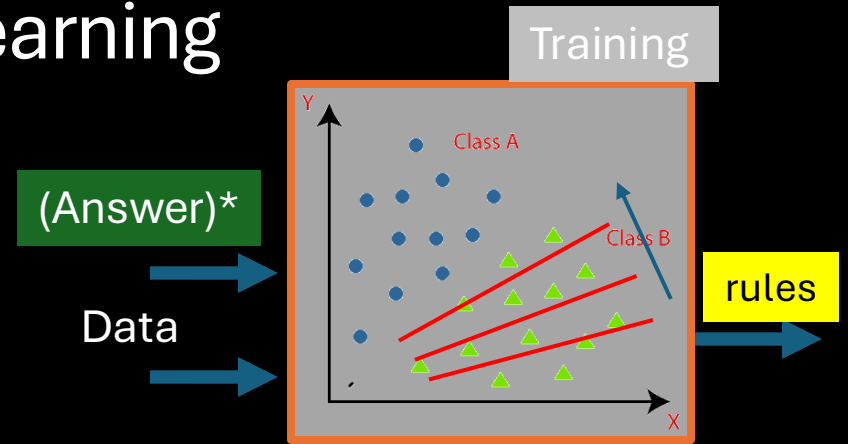 earning
Training
Y
Class A
(Answer)*
Class B
rules
Data
X